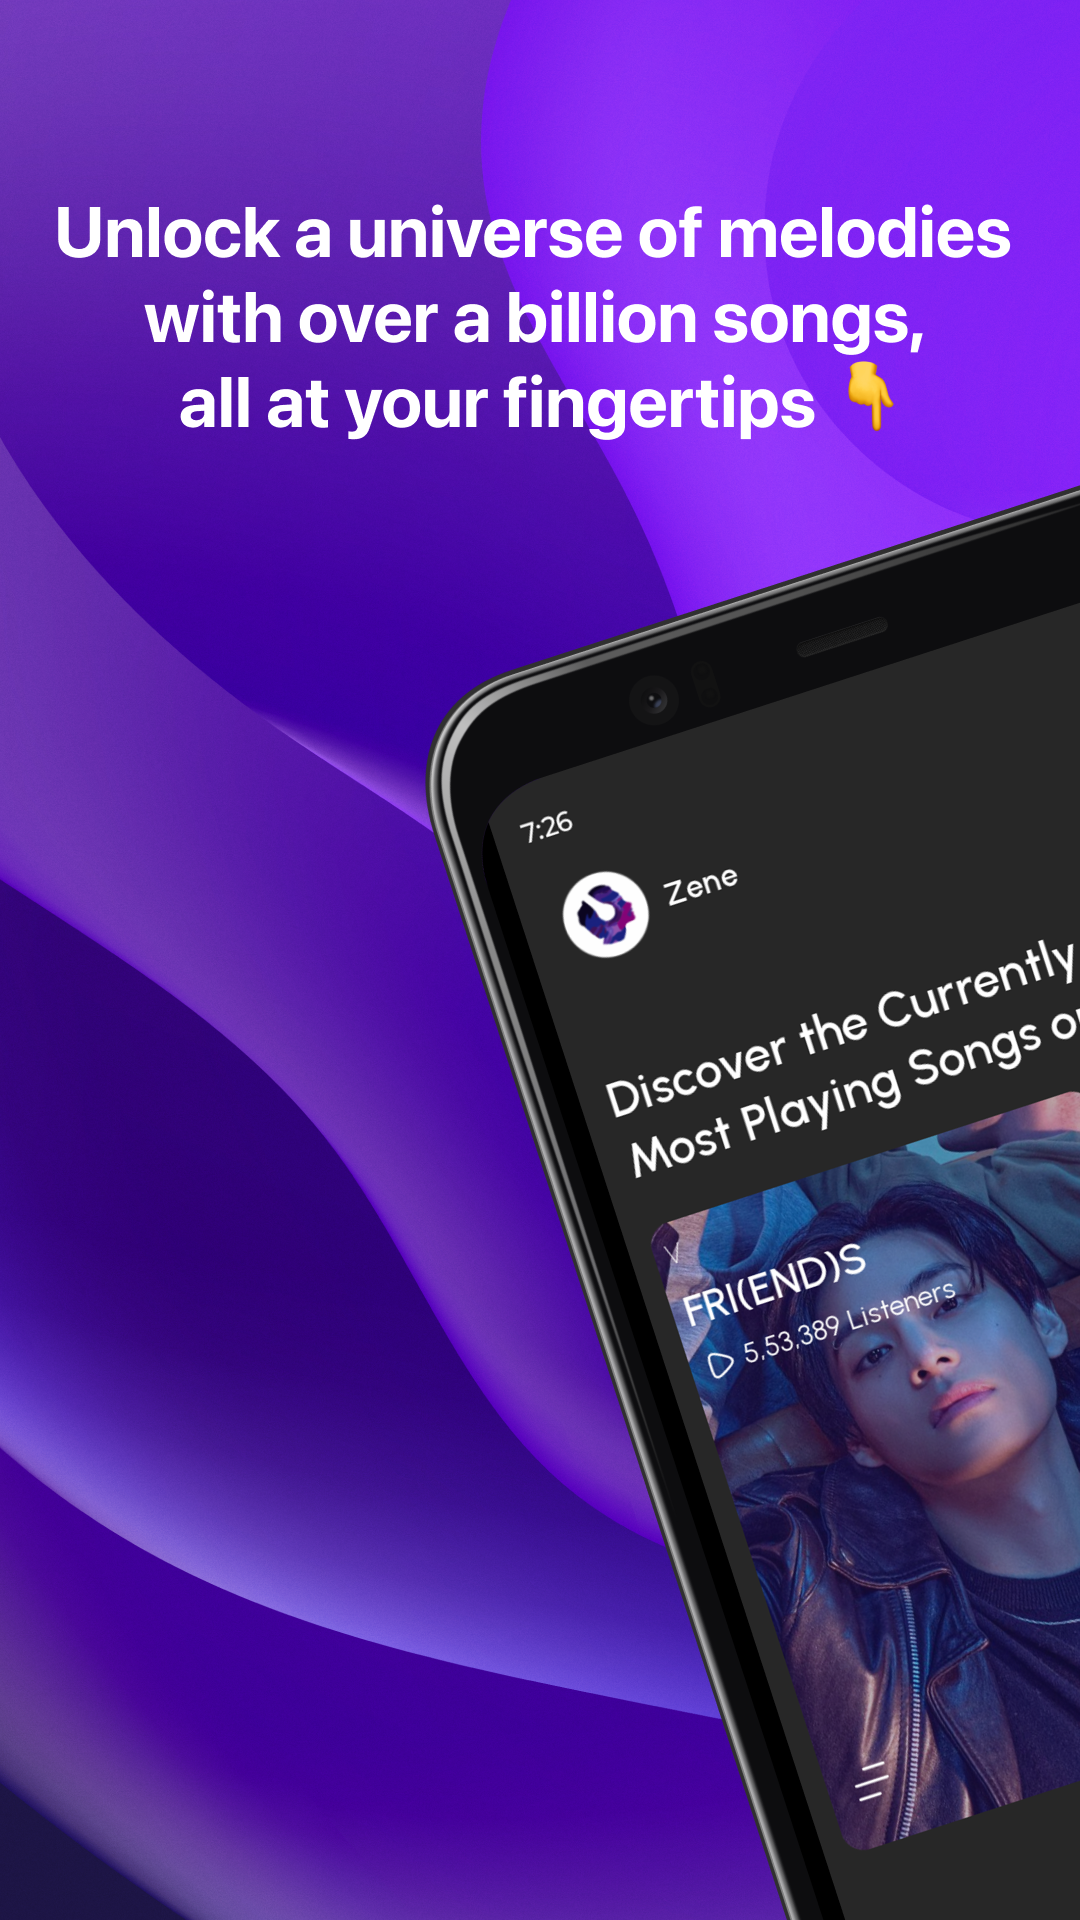 Unlock a universe of melodies
with over a billion songs,
all at your fingertips 👇
7:26
Zene
Discover the Currently
Most Playing Songs
V
FRI(END)S
5,53,389 Listeners